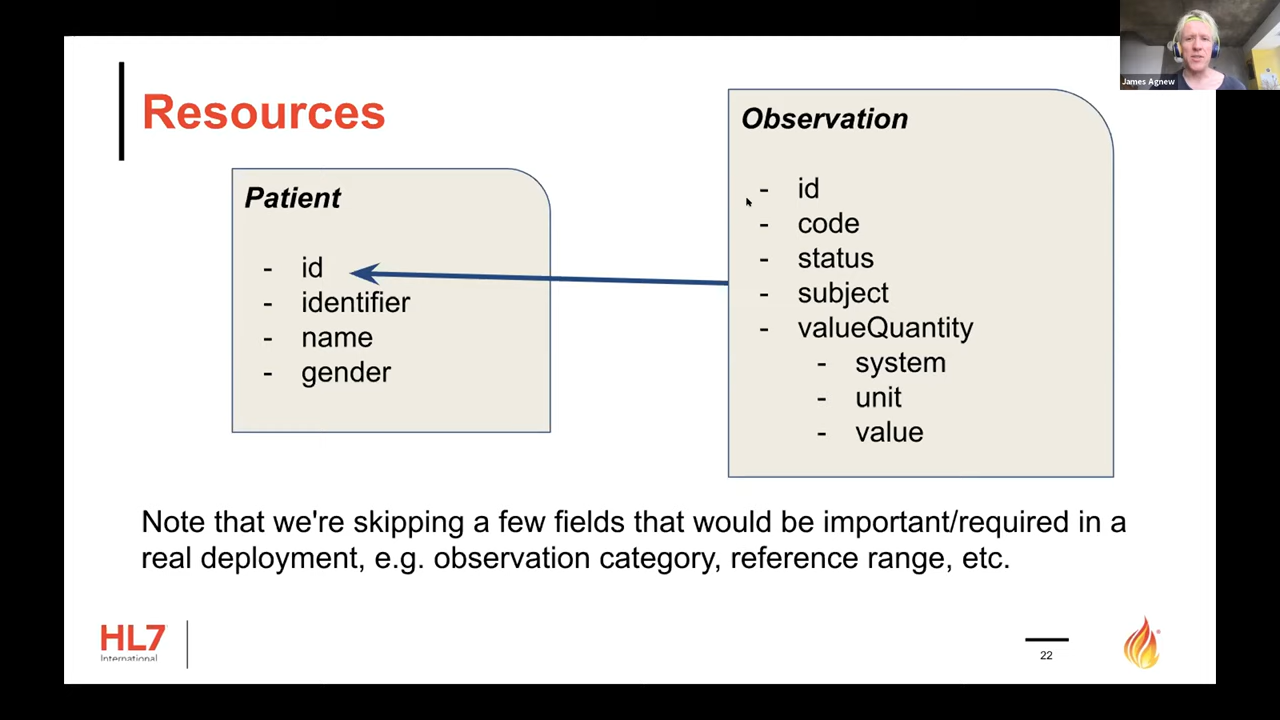 James Agnew
Resources
Patient
- id
- identifier
- name
- gender
Observation
- id
- code
- status
- subject
- valueQuantity
- system
- unit
- value
Note that we're skipping a few fields that would be important/required in a
real deployment, e.g. observation category, reference range, etc.
HL7
International
22